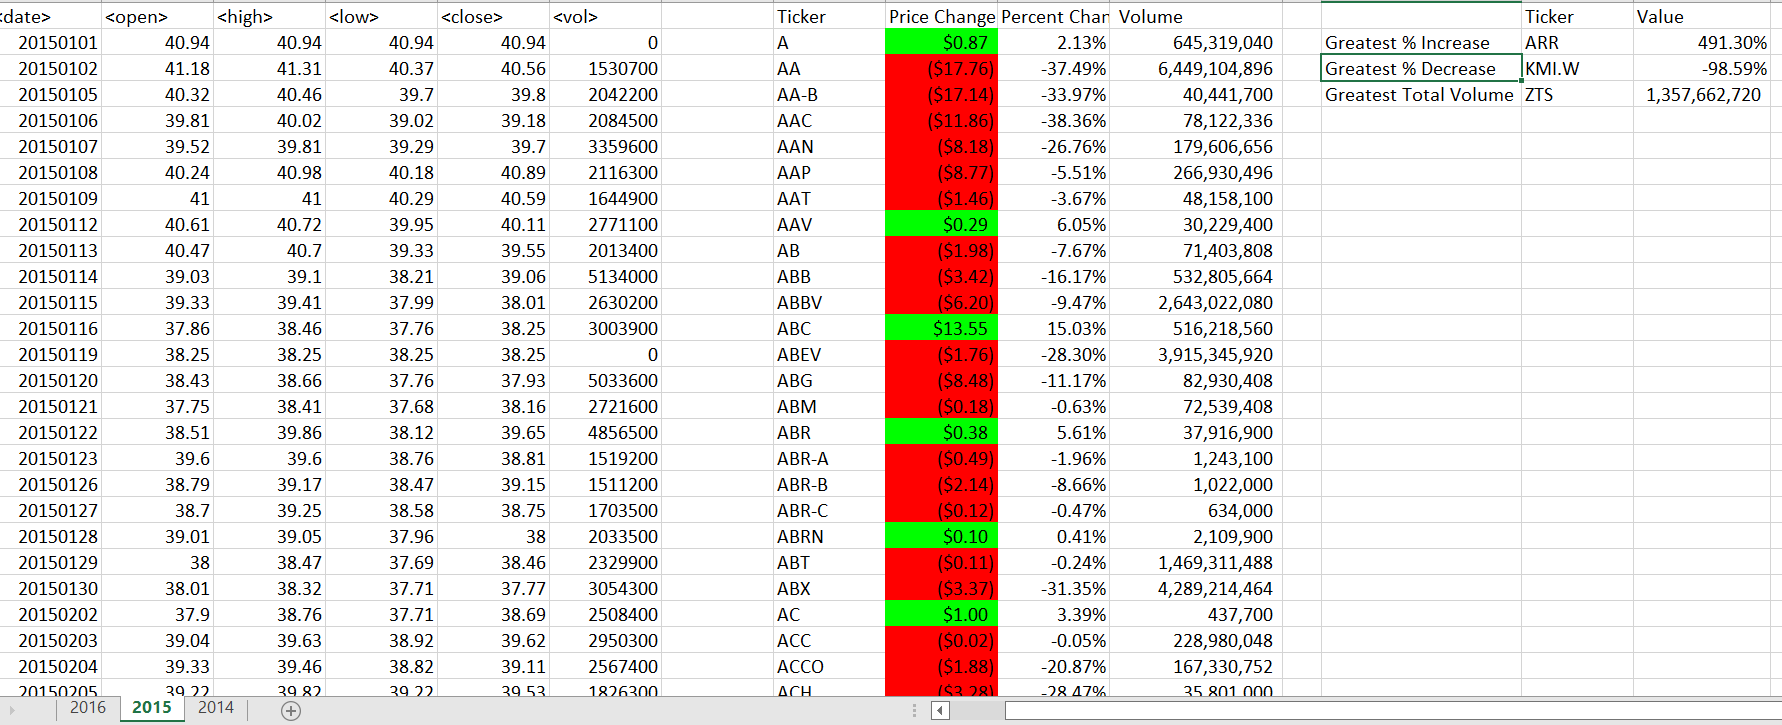 <date> <open> <high> <low> <close> <vol> Ticker Price Change Percent Chan Volume Ticker Value
20150101 40.94 40.94 40.94 40.94 0 A $0.87 2.13% 645,319,040 Greatest % Increase ARR 491.30%
20150102 41.18 41.31 40.37 40.56 1530700 AA ($17.76) -37.49% 6,449,104,896 Greatest % Decrease KMI.W -98.59%
20150105 40.32 40.46 39.7 39.8 2042200 AA-B ($17.14) -33.97% 40,441,700 Greatest Total Volume ZTS 1,357,662,720
20150106 39.81 40.02 39.02 39.18 2084500 AAC ($11.86) -38.36% 78,122,336
20150107 39.52 39.81 39.29 39.7 3359600 AAN ($8.18) -26.76% 179,606,656
20150108 40.24 40.98 40.18 40.89 2116300 AAP ($8.77) -5.51% 266,930,496
20150109 41 41 40.29 40.59 1644900 AAT ($1.46) -3.67% 48,158,100
20150112 40.61 40.72 39.95 40.11 2771100 AAV $0.29 6.05% 30,229,400
20150113 40.47 40.7 39.33 39.55 2013400 AB ($1.98) -7.67% 71,403,808
20150114 39.03 39.1 38.21 39.06 5134000 ABB ($3.42) -16.17% 532,805,664
20150115 39.33 39.41 37.99 38.01 2630200 ABBV ($6.20) -9.47% 2,643,022,080
20150116 37.86 38.46 37.76 38.25 3003900 ABC $13.55 15.03% 516,218,560
20150119 38.25 38.25 38.25 38.25 0 ABEV ($1.76) -28.30% 3,915,345,920
20150120 38.43 38.66 37.76 37.93 5033600 ABG ($8.48) -11.17% 82,930,408
20150121 37.75 38.41 37.68 38.16 2721600 ABM ($0.18) -0.63% 72,539,408
20150122 38.51 39.86 38.12 39.65 4856500 ABR $0.38 5.61% 37,916,900
20150123 39.6 39.6 38.76 38.81 1519200 ABR-A ($0.49) -1.96% 1,243,100
20150126 38.79 39.17 38.47 39.15 1511200 ABR-B ($2.14) -8.66% 1,022,000
20150127 38.7 39.25 38.58 38.75 1703500 ABR-C ($0.12) -0.47% 634,000
20150128 39.01 39.05 37.96 38 2033500 ABRN $0.10 0.41% 2,109,900
20150129 38 38.47 37.69 38.46 2329900 ABT ($0.11) -0.24% 1,469,311,488
20150130 38.01 38.32 37.71 37.77 3054300 ABX ($3.37) -31.35% 4,289,214,464
20150202 37.9 38.76 37.71 38.69 2508400 AC $1.00 3.39% 437,700
20150203 39.04 39.63 38.92 39.62 2950300 ACC ($0.02) -0.05% 228,980,048
20150204 39.33 39.46 38.82 39.11 2567400 ACCO ($1.88) -20.87% 167,330,752
20150205 39.22 39.82 39.22 39.53 1826300 ACH ($3.28) -28.47% 35,801,000
2016 2015 2014